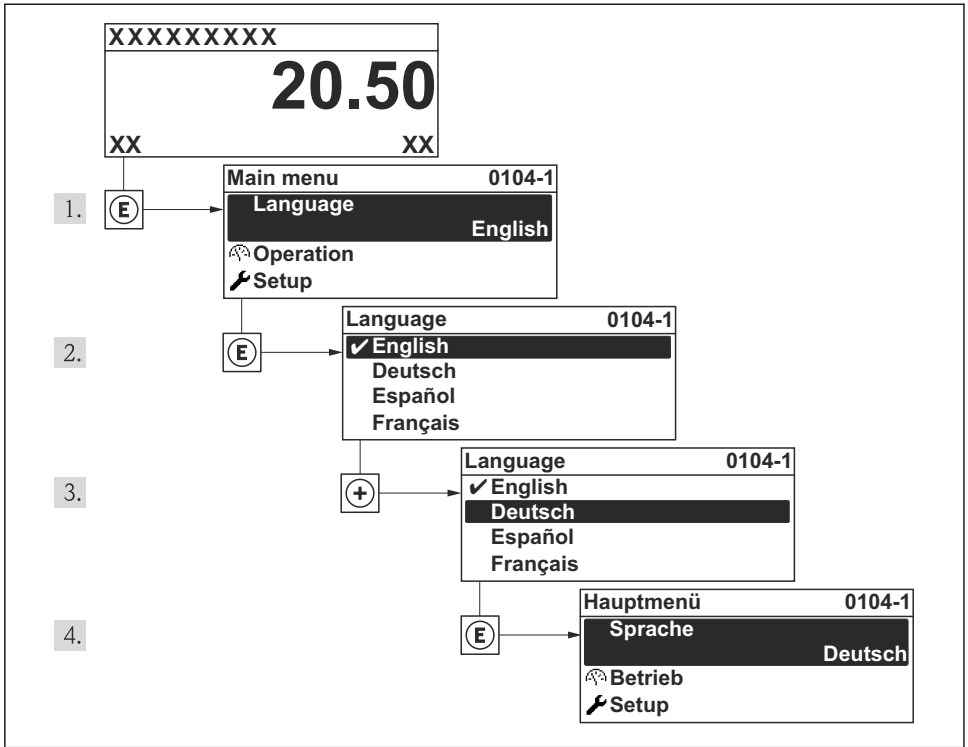 XXXXXXXXX
20.50
XX XX
1. E
Main menu 0104-1
Language
English
Operation
Setup
2. E
Language 0104-1
✔ English
Deutsch
Español
Français
3. +
Language 0104-1
✔ English
Deutsch
Español
Français
4. E
Hauptmenü 0104-1
Sprache
Deutsch
Betrieb
Setup